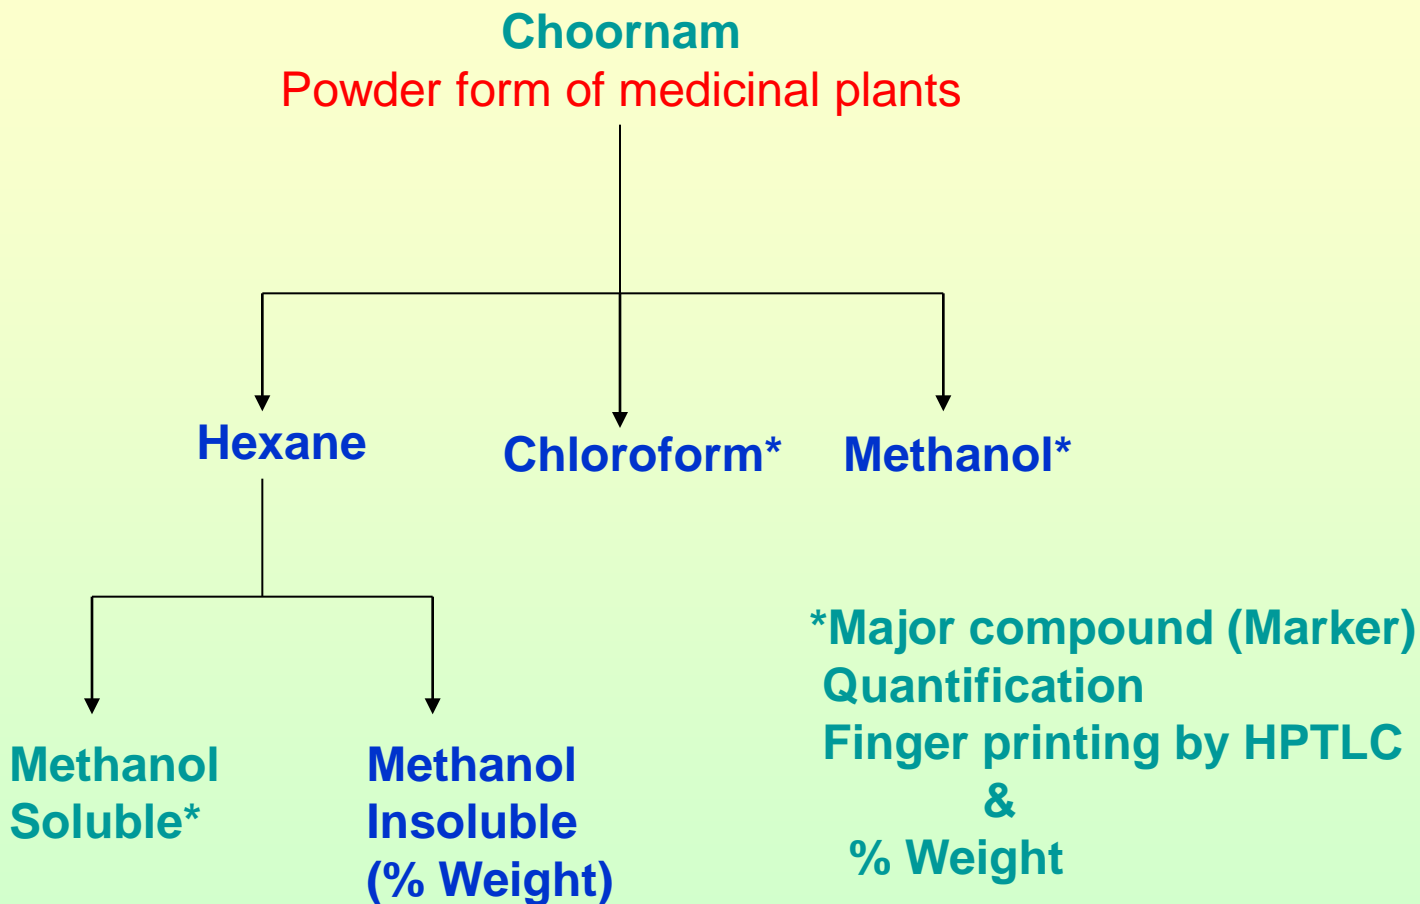 Choornam
Powder form of medicinal plants
Hexane
Chloroform*
Methanol*
Methanol
Soluble*
Methanol
Insoluble
(% Weight)
*Major compound (Marker)
Quantification
Finger printing by HPTLC
&
% Weight